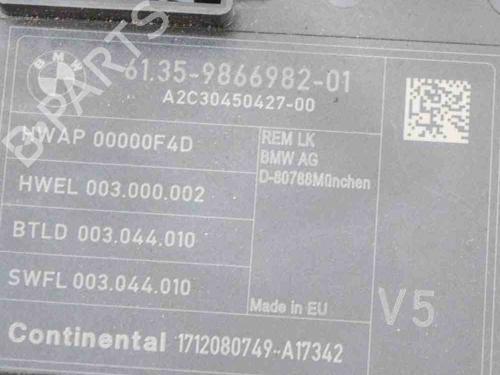 BMW
61.35-9866982-01
A2C30450427-00
HWAP 00000F4D
HWEL 003.000.002
BTLD 003.044.010
SWFL 003.044.010
REM LK
BMW AG
D-80788München
Made in EU
V5
Continental 1712080749-A17342